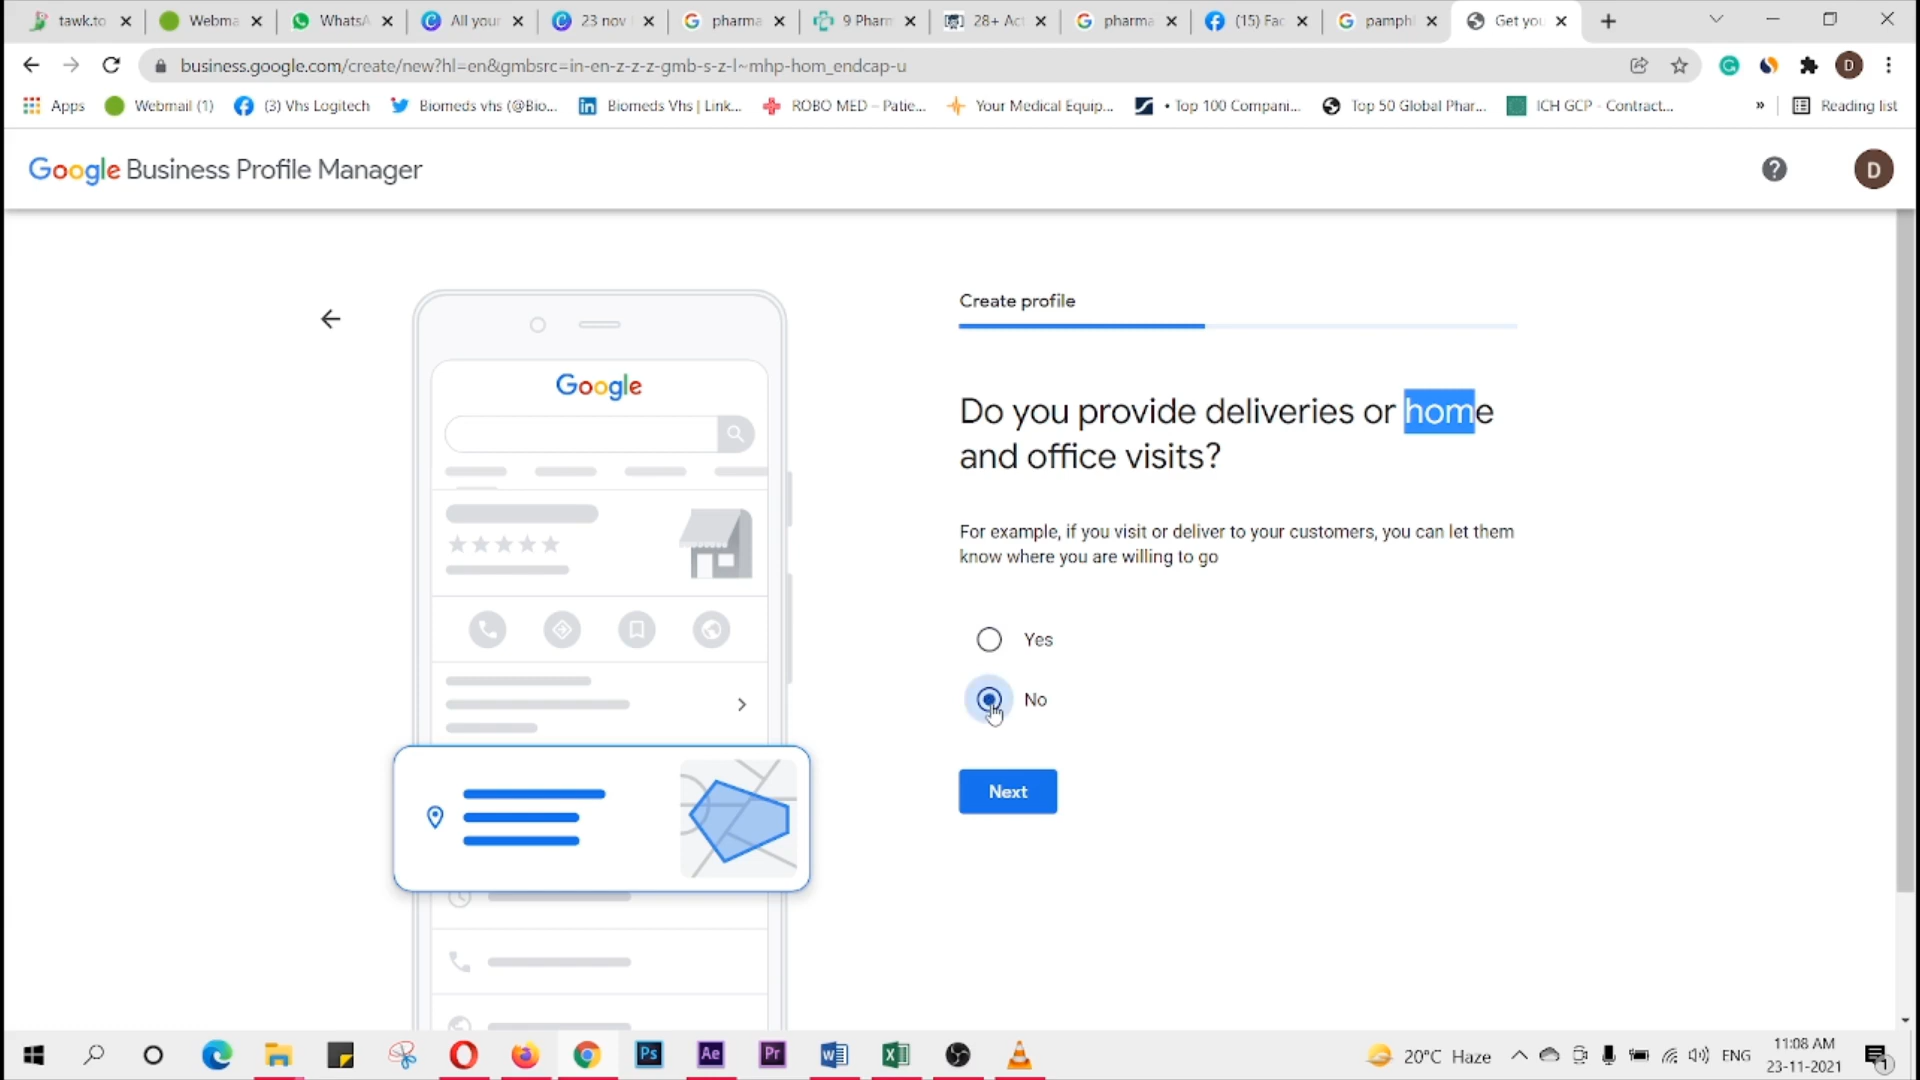 tawk.to
Webma
WhatsA
All your
23 nov
pharma
9 Pharm
28+ Act
pharma
(15) Fac
pamphl
Get you
business.google.com/create/new?hl=en&gmbsrc=in-en-z-z-z-gmb-s-z-l~mhp-hom_endcap-u
D
Apps
Webmail (1)
(3) Vhs Logitech
Biomeds vhs (@Bio...
Biomeds Vhs | Link...
ROBO MED – Patie...
Your Medical Equip...
• Top 100 Compani...
Top 50 Global Phar...
ICH GCP - Contract...
»
Reading list
Google Business Profile Manager
?
D
Create profile
Google
Do you provide deliveries or home
and office visits?
For example, if you visit or deliver to your customers, you can let them
know where you are willing to go
Yes
No
Next
Ps
Ae
Pr
20°C Haze
ENG
11:08 AM
23-11-2021
1